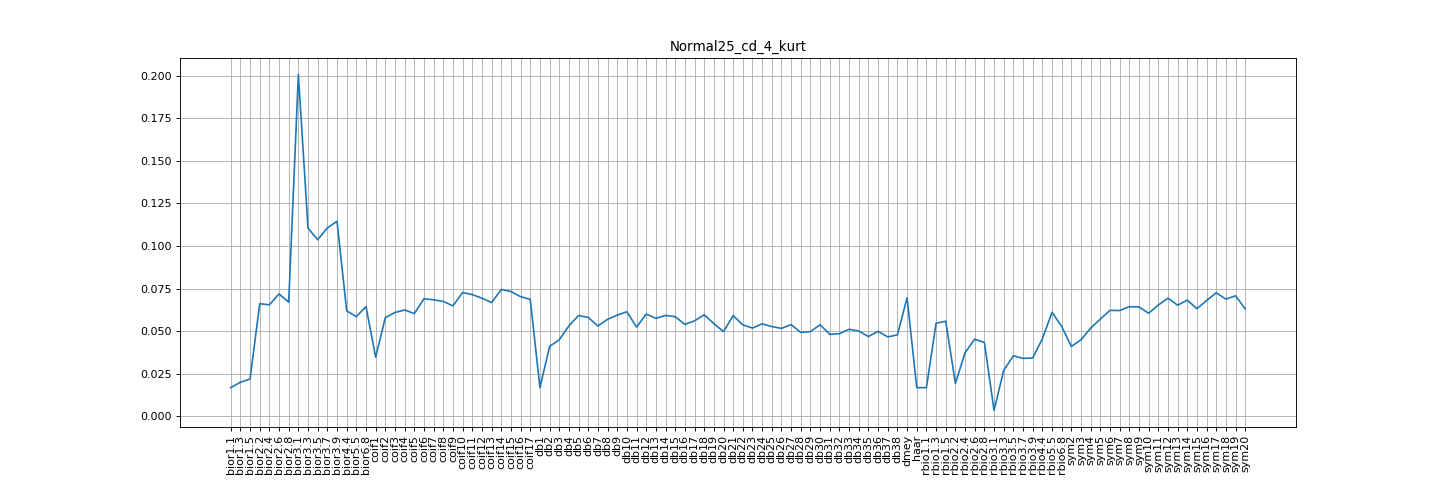 Normal25_cd_4_kurt
0.200
0.175
0.150
0.125
0.100
0.075
0.050
0.025
0.000
bior1.1
bior1.3
bior1.5
bior2.2
bior2.4
bior2.6
bior2.8
bior3.1
bior3.3
bior3.5
bior3.7
bior3.9
bior4.4
bior5.5
bior6.8
coif1
coif2
coif3
coif4
coif5
coif6
coif7
coif8
coif9
coif10
coif11
coif12
coif13
coif14
coif15
coif16
coif17
db1
db2
db3
db4
db5
db6
db7
db8
db9
db10
db11
db12
db13
db14
db15
db16
db17
db18
db19
db20
db21
db22
db23
db24
db25
db26
db27
db28
db29
db30
db31
db32
db33
db34
db35
db36
db37
db38
dmey
haar
rbio1.1
rbio1.3
rbio1.5
rbio2.2
rbio2.4
rbio2.6
rbio2.8
rbio3.1
rbio3.3
rbio3.5
rbio3.7
rbio3.9
rbio4.4
rbio5.5
rbio6.8
sym2
sym3
sym4
sym5
sym6
sym7
sym8
sym9
sym10
sym11
sym12
sym13
sym14
sym15
sym16
sym17
sym18
sym19
sym20